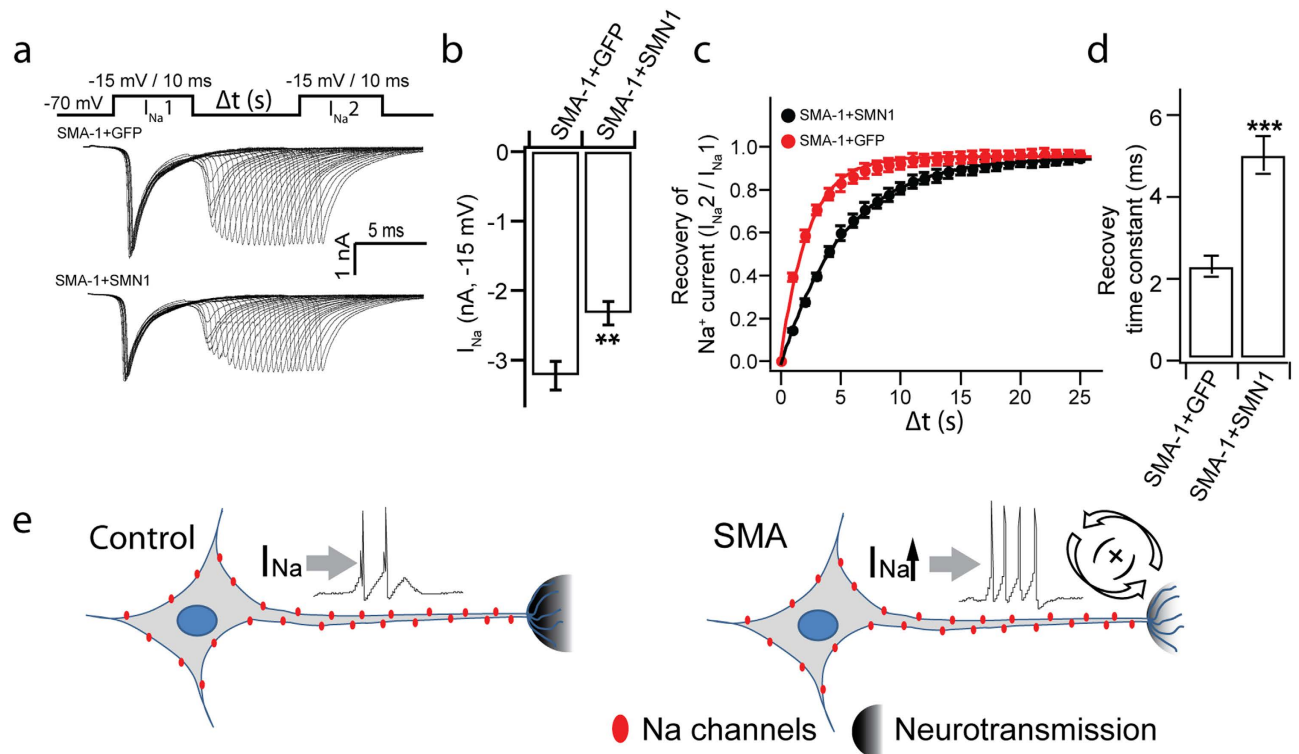 a
-15 mV / 10 ms
-15 mV / 10 ms
-70 mV
INa1
Δt (s)
INa2
SMA-1+GFP
5 ms
1 nA
SMA-1+SMN1
b
SMA-1+GFP
SMA-1+SMN1
0
-1
-2
-3
INa (nA, -15 mV)
**
c
SMA-1+SMN1
SMA-1+GFP
Recovery of
Na+ current (INa2 / INa1)
1.0
0.8
0.6
0.4
0.2
0.0
0
5
10
15
20
25
Δt (s)
d
Recovey
time constant (ms)
6
4
2
0
***
SMA-1+GFP
SMA-1+SMN1
e
Control
INa
SMA
INa
(+)
Na channels
Neurotransmission